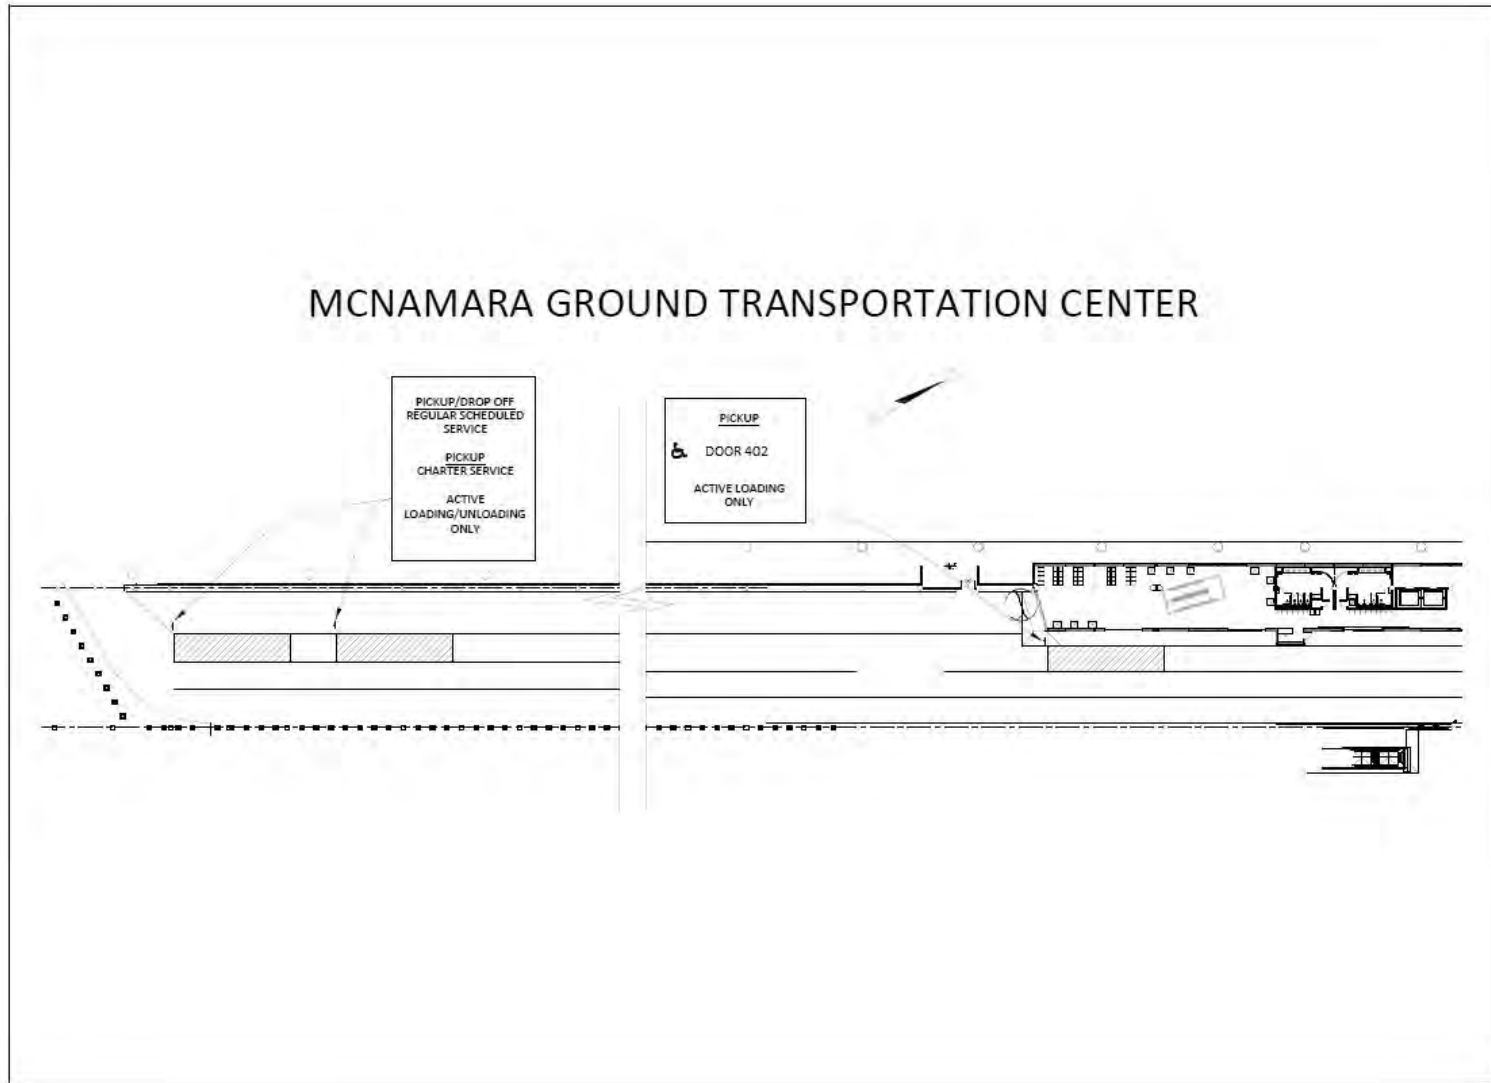 MCNAMARA GROUND TRANSPORTATION CENTER
PICKUP/DROP OFF
REGULAR SCHEDULED
SERVICE
PICKUP
CHARTER SERVICE
ACTIVE
LOADING/UNLOADING
ONLY
PICKUP
DOOR 402
ACTIVE LOADING
ONLY